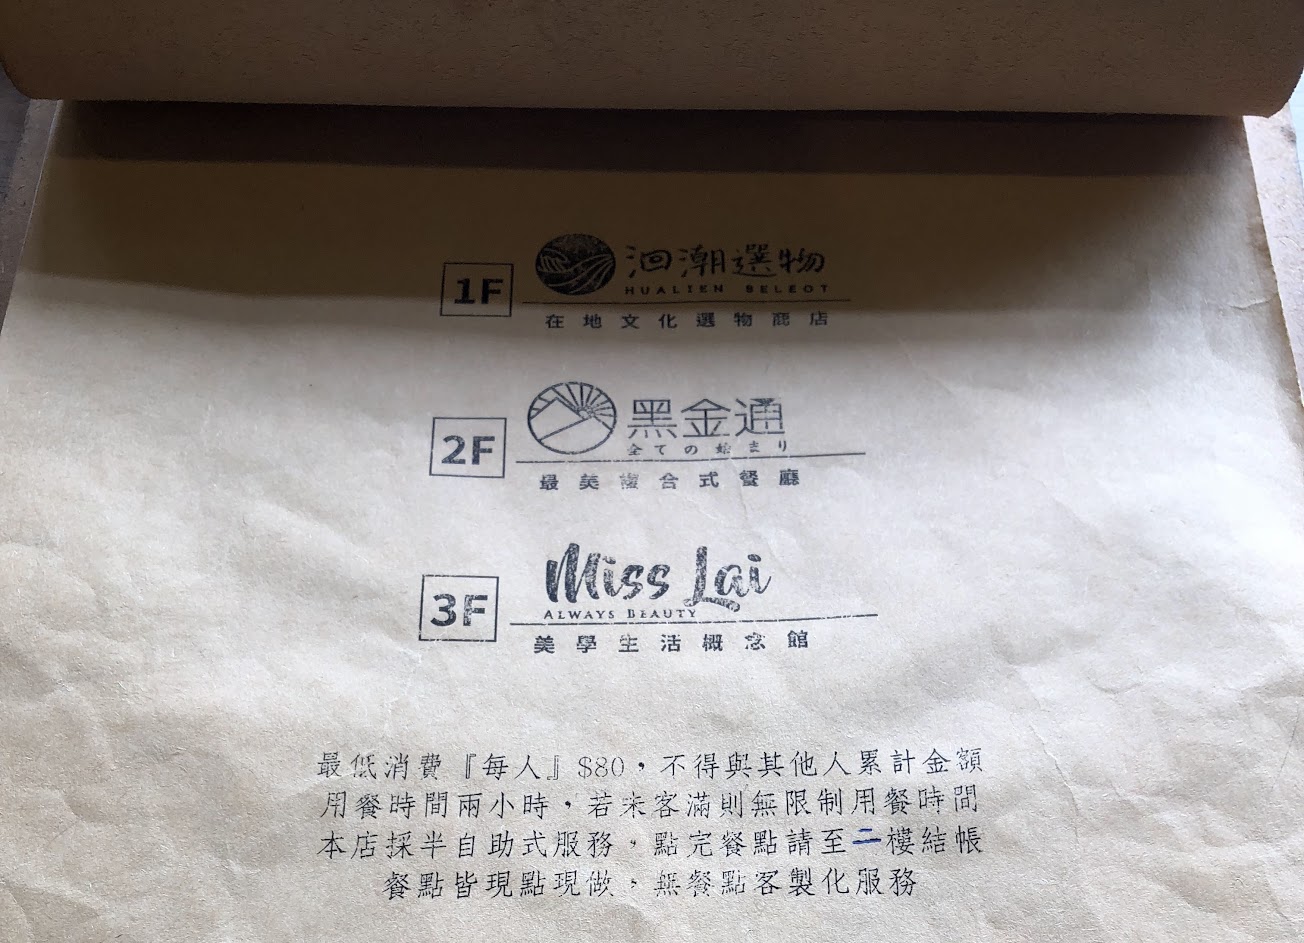 1F
洄潮選物
HUALIEN SELECT
在地文化選物商店
2F
黑金通
全ての始まり
最美複合式餐廳
3F
Miss Lai
ALWAYS BEAUTY
美學生活概念館
最低消費『每人』$80，不得與其他人累計金額
用餐時間兩小時，若未客滿則無限制用餐時間
本店採半自助式服務，點完餐點請至二樓結帳
餐點皆現點現做，無餐點客製化服務